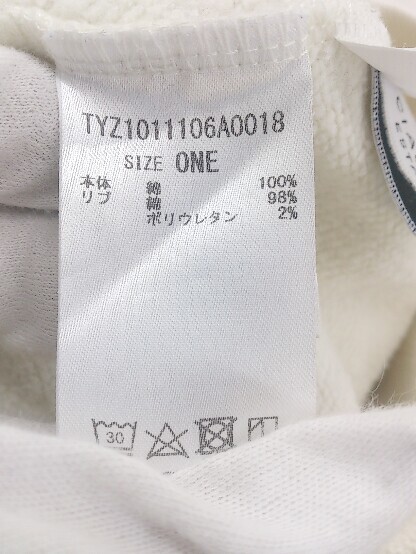 TYZ1011106A0018
SIZE ONE
本体 綿 100%
リブ 綿 98%
ポリウレタン 2%
30